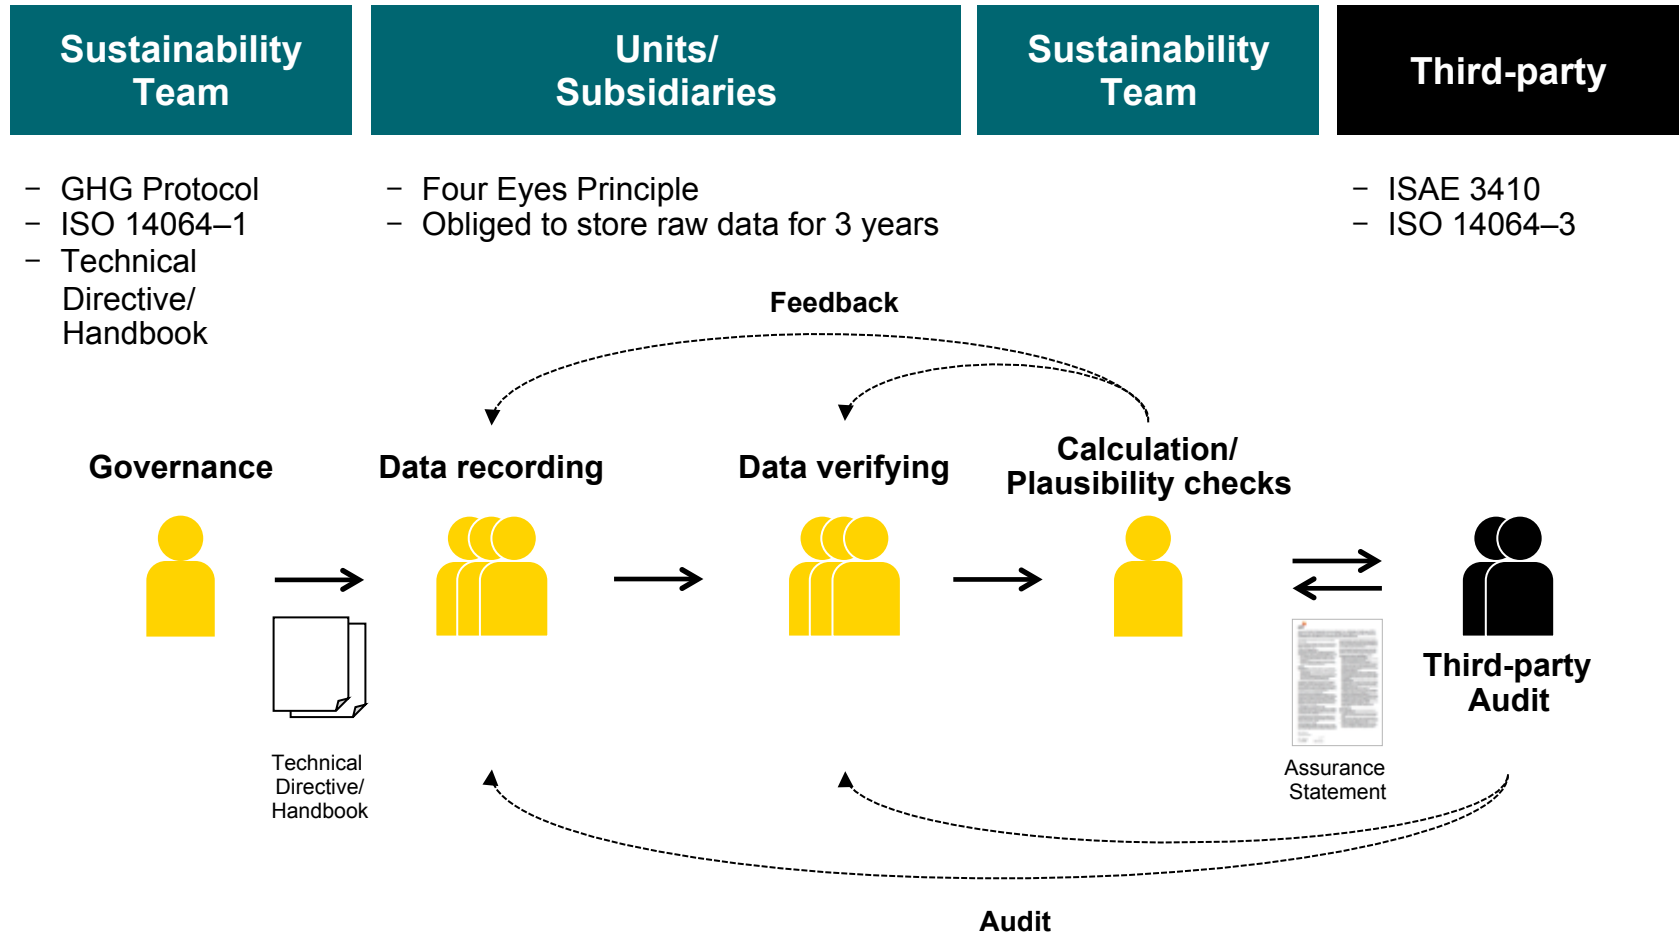 Sustainability
Team
Units/
Subsidiaries
Sustainability
Team
Third-party
– GHG Protocol
– ISO 14064–1
– Technical
Directive/
Handbook
– Four Eyes Principle
– Obliged to store raw data for 3 years
– ISAE 3410
– ISO 14064–3
Feedback
Governance
Data recording
Data verifying
Calculation/
Plausibility checks
Third-party
Audit
Technical
Directive/
Handbook
Assurance
Statement
Audit